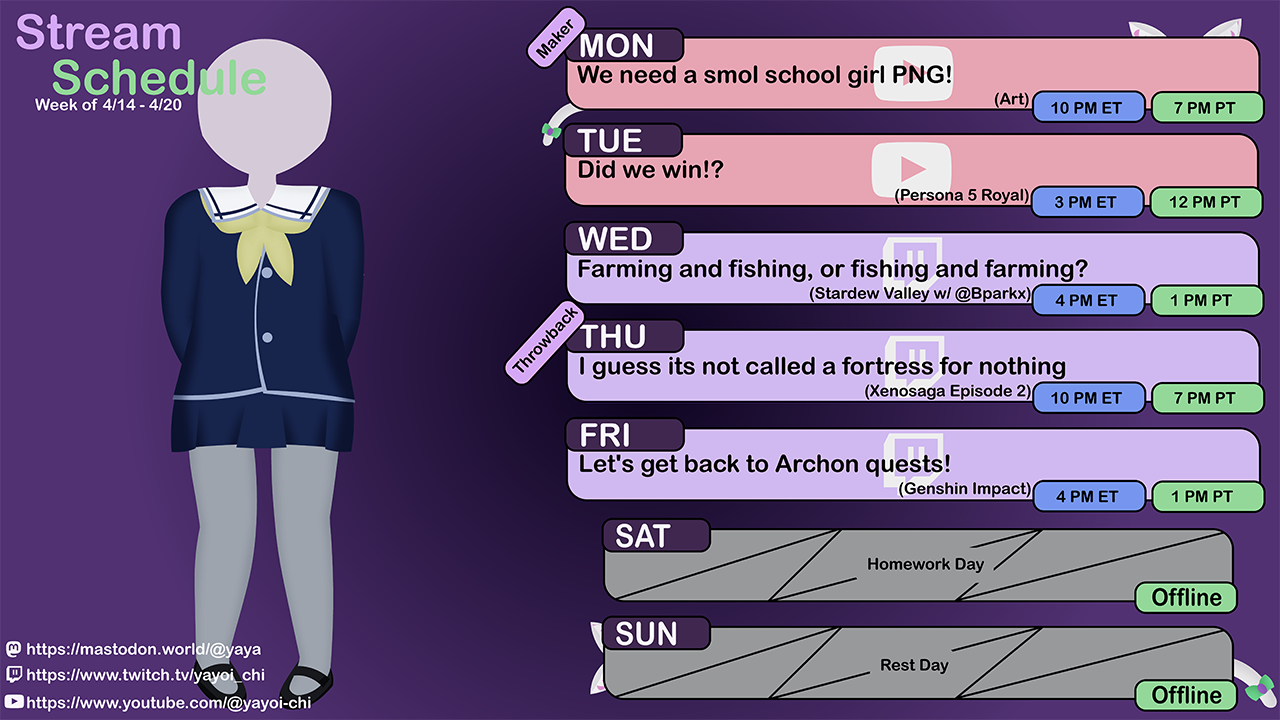 Stream
Schedule
Week of 4/14 - 4/20
Maker
MON
We need a smol school girl PNG!
(Art)
10 PM ET
7 PM PT
TUE
Did we win!?
(Persona 5 Royal)
3 PM ET
12 PM PT
WED
Farming and fishing, or fishing and farming?
(Stardew Valley w/ @Bparkx)
4 PM ET
1 PM PT
Throwback
THU
I guess its not called a fortress for nothing
(Xenosaga Episode 2)
10 PM ET
7 PM PT
FRI
Let's get back to Archon quests!
(Genshin Impact)
4 PM ET
1 PM PT
SAT
Homework Day
Offline
SUN
Rest Day
Offline
https://mastodon.world/@yaya
https://www.twitch.tv/yayoi_chi
https://www.youtube.com/@yayoi-chi